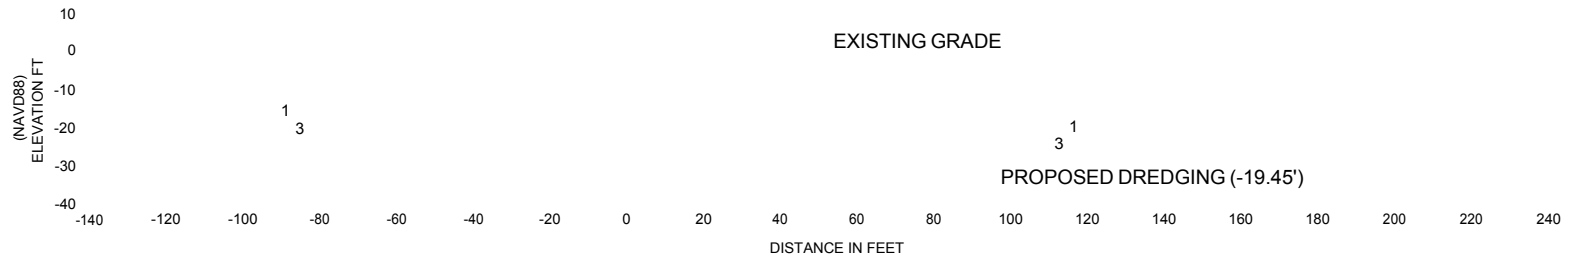 10
EXISTING GRADE
0
(NAVD88)
ELEVATION FT
-10
1
3
-20
1
3
-30
PROPOSED DREDGING (-19.45')
-40
-140 -120 -100 -80 -60 -40 -20 0 20 40 60 80 100 120 140 160 180 200 220 240
DISTANCE IN FEET